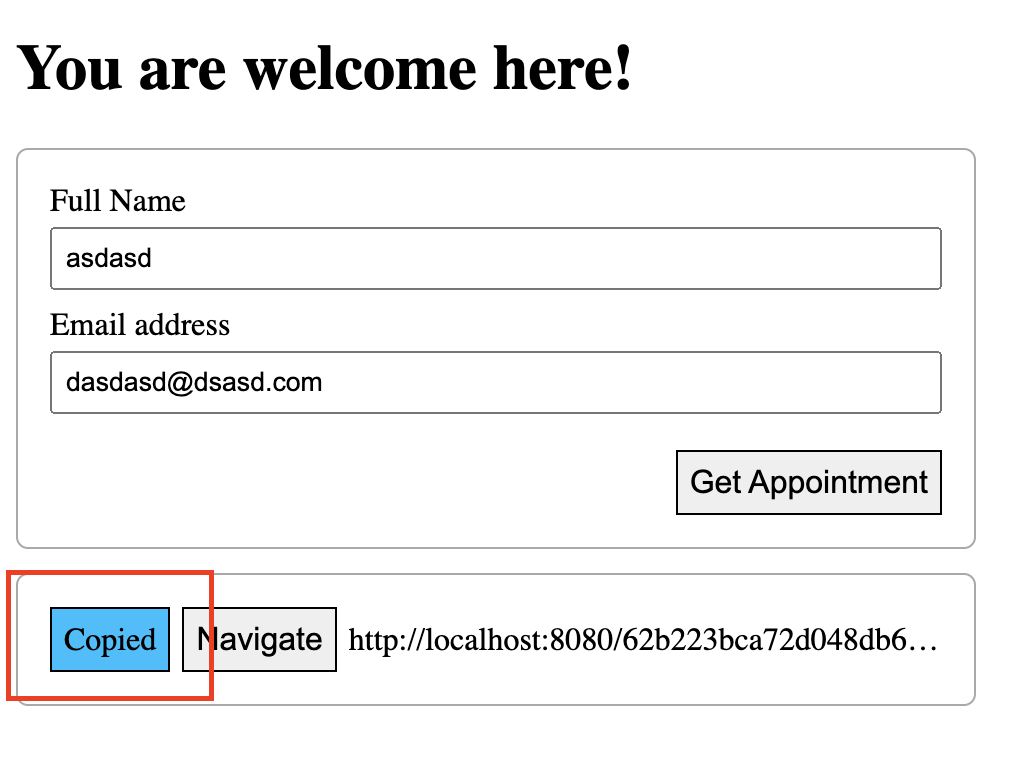 You are welcome here!
Full Name
asdasd
Email address
dasdasd@dsasd.com
Get Appointment
Copied Navigate http://localhost:8080/62b223bca72d048db6…